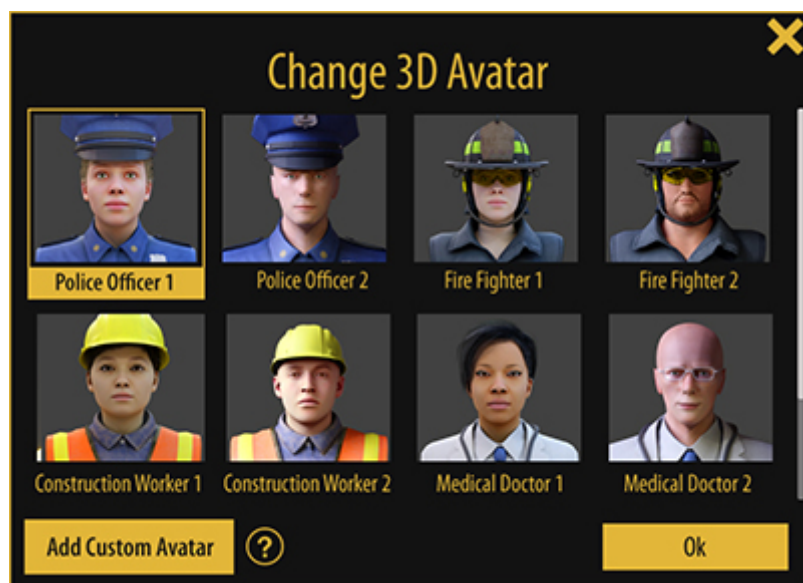 Change 3D Avatar
Police Officer 1
Police Officer 2
Fire Fighter 1
Fire Fighter 2
Construction Worker 1
Construction Worker 2
Medical Doctor 1
Medical Doctor 2
Add Custom Avatar
?
Ok